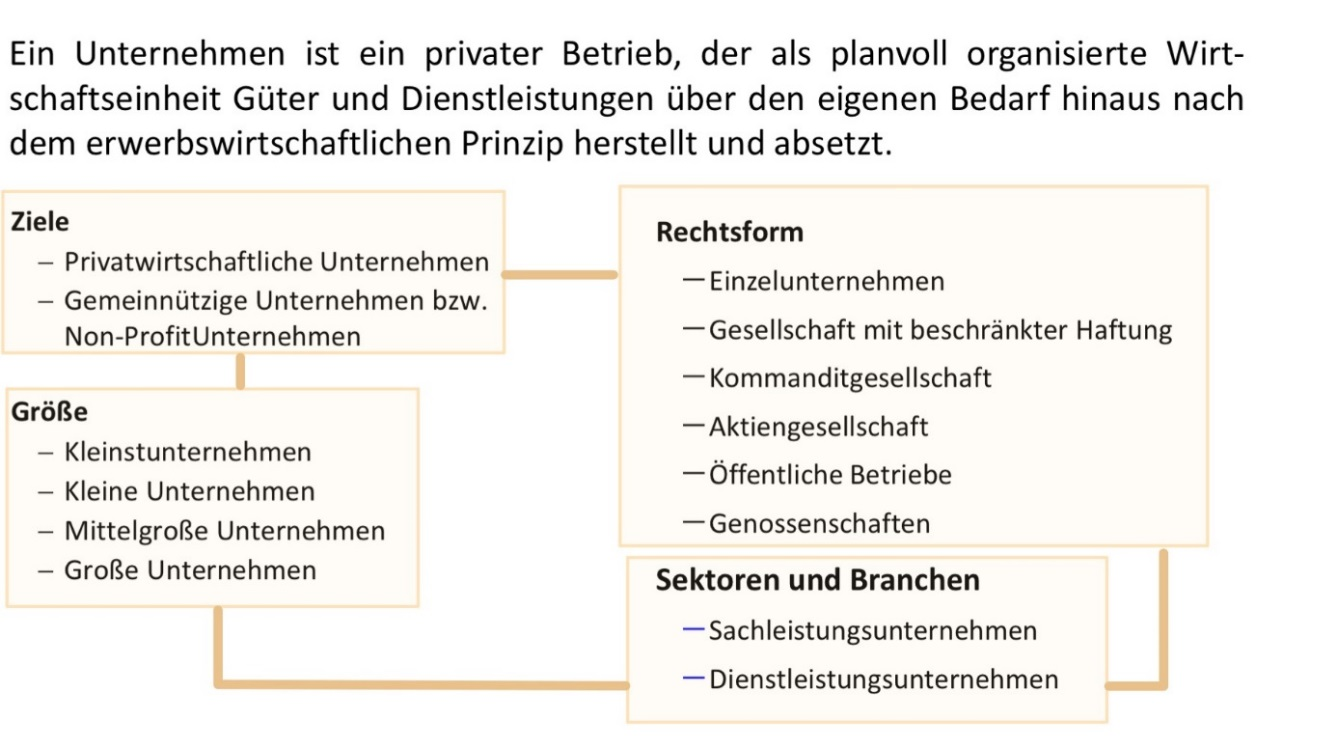 Ein Unternehmen ist ein privater Betrieb, der als planvoll organisierte Wirt-
schaftseinheit Güter und Dienstleistungen über den eigenen Bedarf hinaus nach
dem erwerbswirtschaftlichen Prinzip herstellt und absetzt.
Ziele
– Privatwirtschaftliche Unternehmen
– Gemeinnützige Unternehmen bzw.
Non-ProfitUnternehmen
Größe
– Kleinstunternehmen
– Kleine Unternehmen
– Mittelgroße Unternehmen
– Große Unternehmen
Rechtsform
—Einzelunternehmen
—Gesellschaft mit beschränkter Haftung
—Kommanditgesellschaft
—Aktiengesellschaft
—Öffentliche Betriebe
—Genossenschaften
Sektoren und Branchen
—Sachleistungsunternehmen
—Dienstleistungsunternehmen